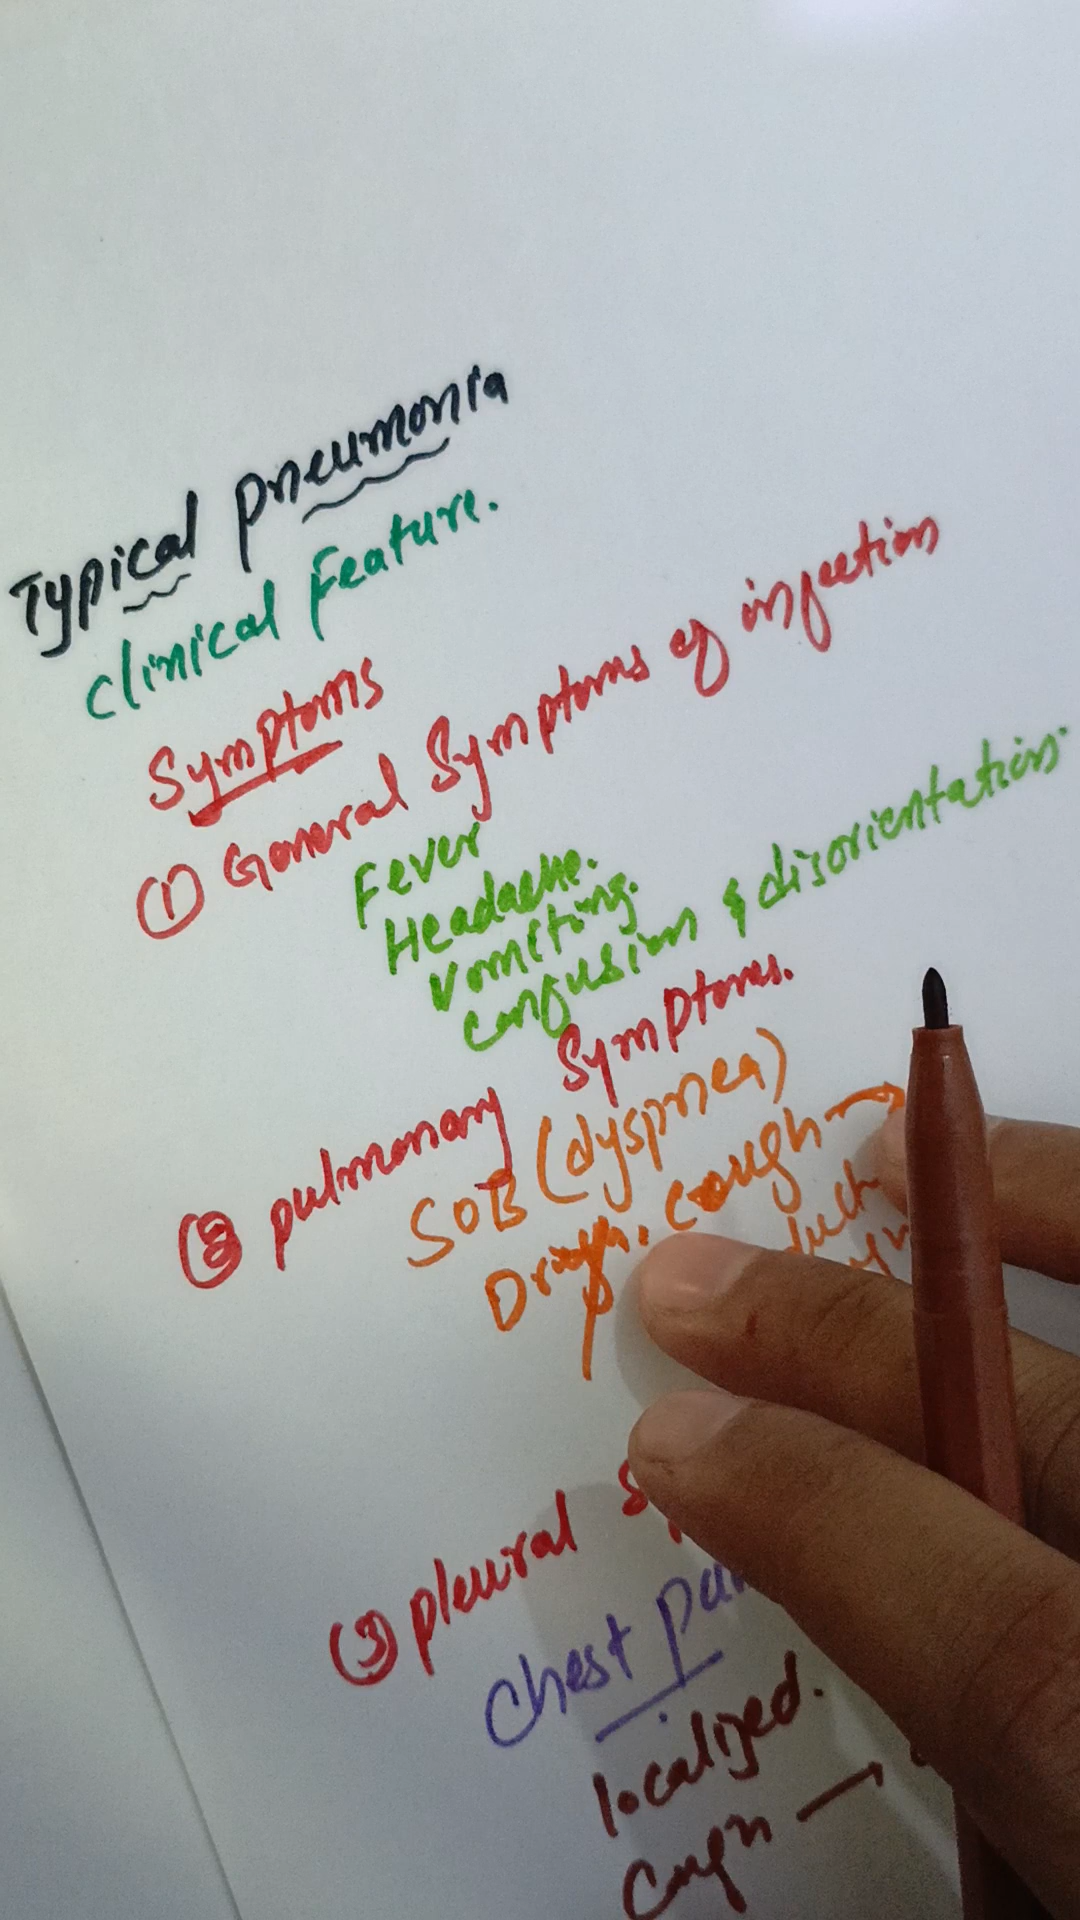 Typical pneumonia
clinical Feature.
Symptoms
(1) General Symptoms of infection
Fever
Headache.
Vomiting.
confusion & disorientation.
(2) pulmonary Symptoms.
SOB (dyspnea)
cough →
(3) pleural
Chest
localized.
→